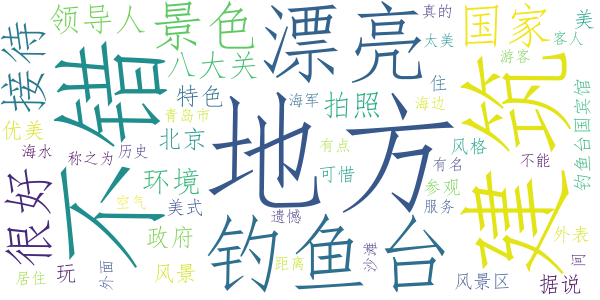 领导人
景色
漂亮
国家
真的
美
太美
客人
游客
接待
不错
八大关
特色
青岛市
北京
海军
拍照
有点
可惜
住
海边
风格
有名
建筑
钓鱼台国宾馆
优美
海水
称之为
历史
地方
不能
很好
环境
空气
美式
遗憾
钓鱼台
参观
服务
外表
政府
居住
玩
外面
风景
距离
沙滩
风景区
据说
间